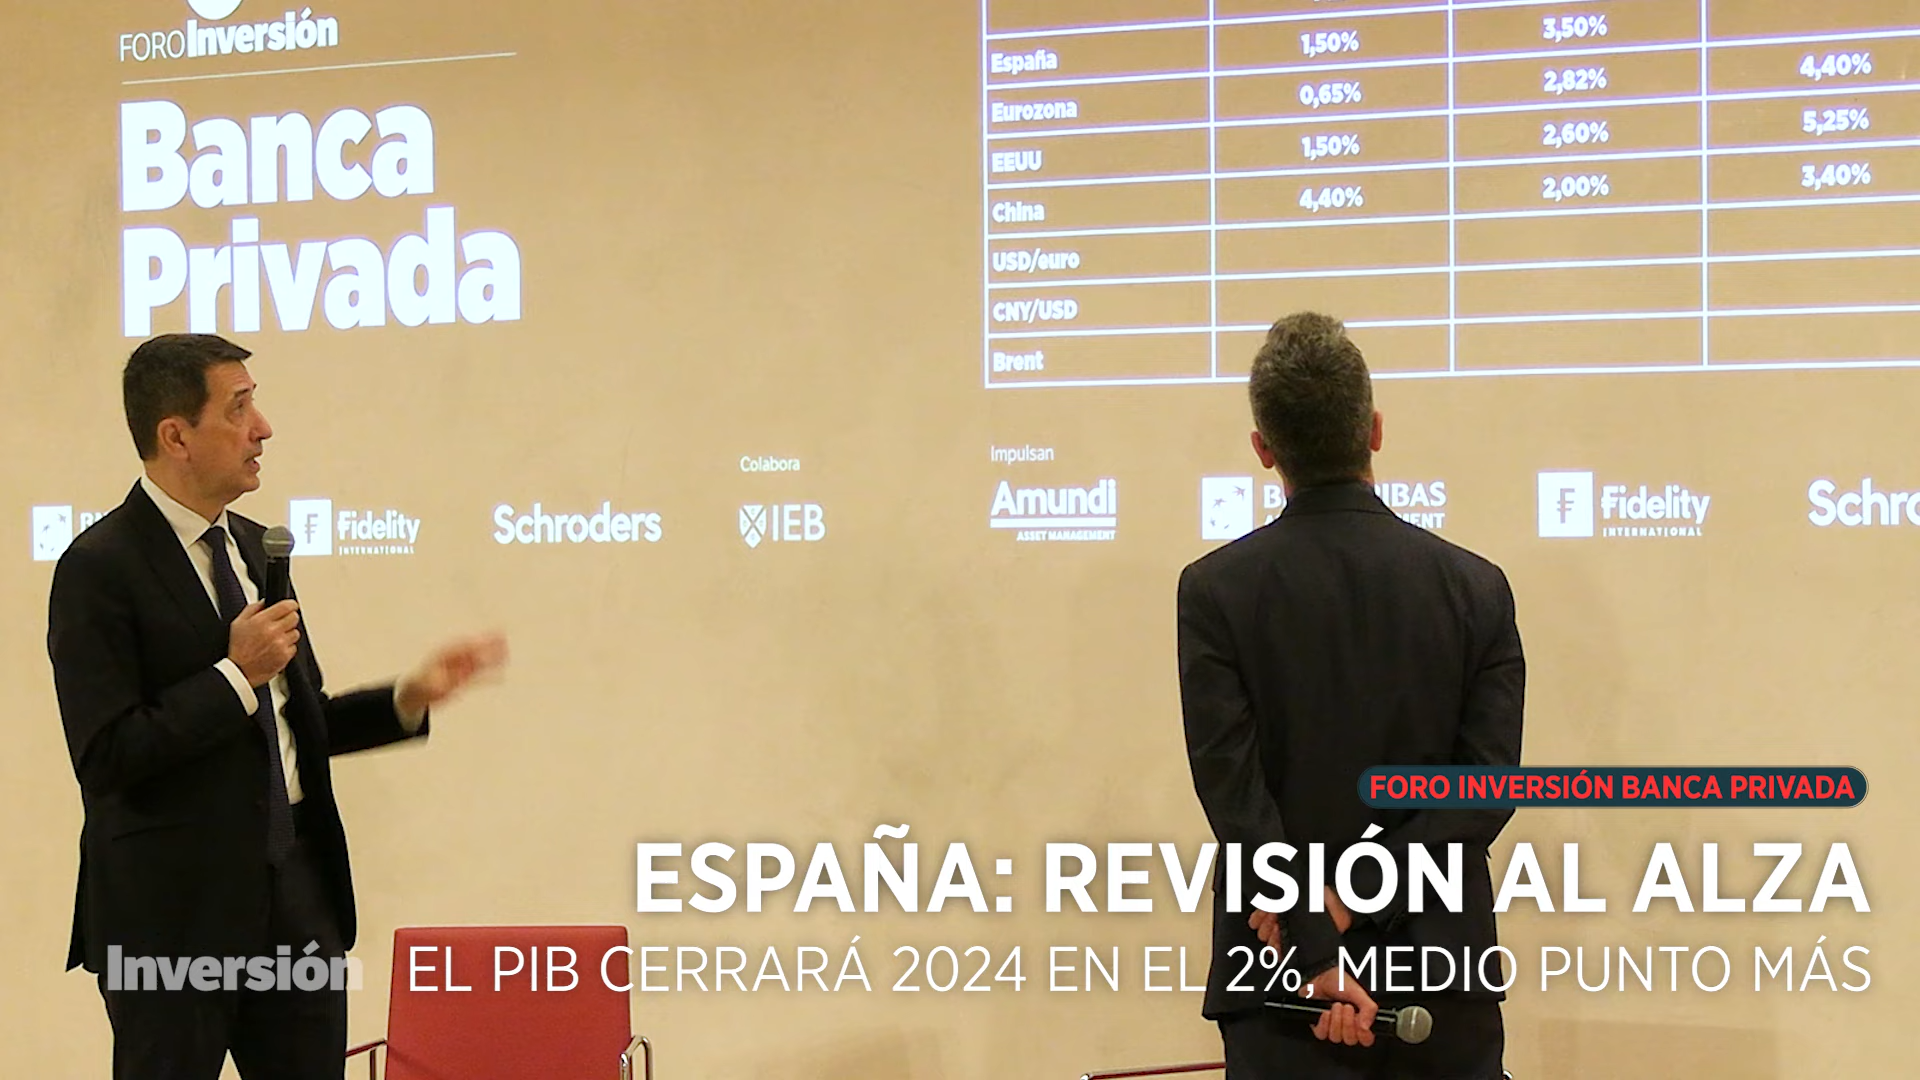 FORO Inversión
Banca
Privada
España 1,50% 3,50%
Eurozona 0,65% 2,82% 4,40%
EEUU 1,50% 2,60% 5,25%
China 4,40% 2,00% 3,40%
USD/euro
CNY/USD
Brent
Fidelity
INTERNATIONAL
Schroders
Colabora
IEB
Impulsan
Amundi
ASSET MANAGEMENT
Fidelity
INTERNATIONAL
FORO INVERSIÓN BANCA PRIVADA
ESPAÑA: REVISIÓN AL ALZA
EL PIB CERRARÁ 2024 EN EL 2%, MEDIO PUNTO MÁS
Inversión